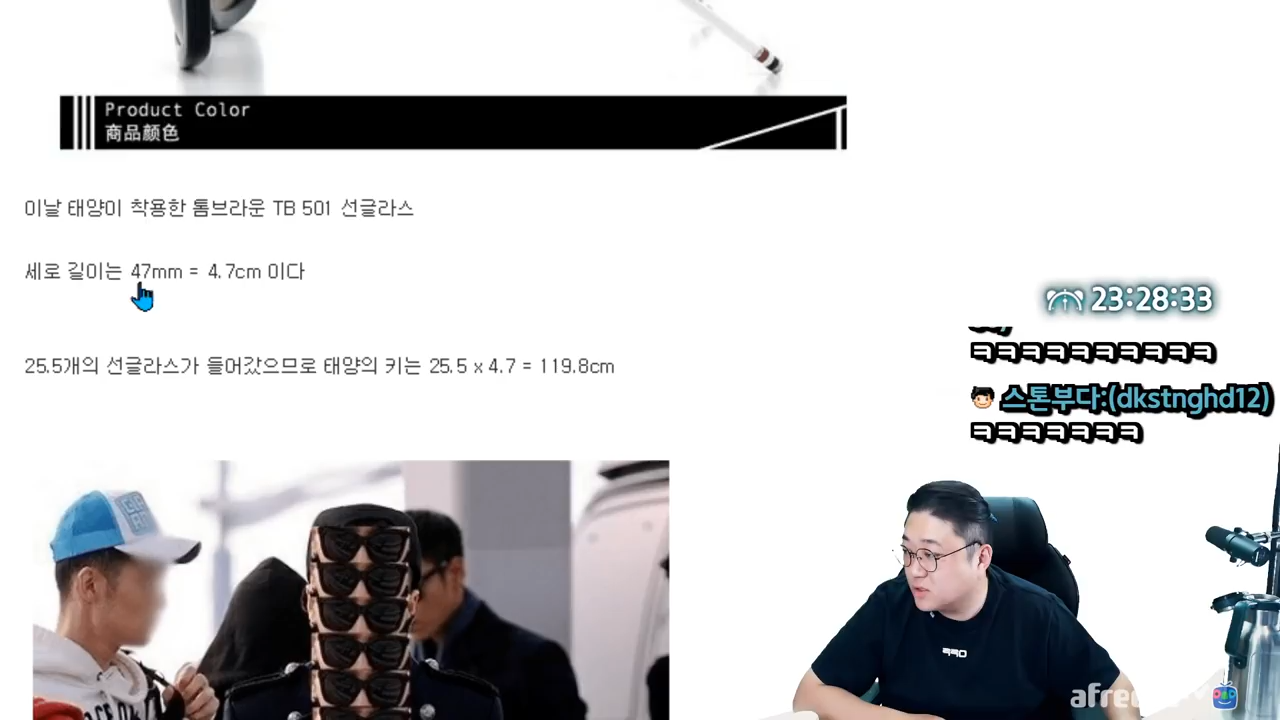 Product Color
商品颜色
이날 태양이 착용한 톰브라운 TB 501 선글라스
세로 길이는 47mm = 4.7cm 이다
25.5개의 선글라스가 들어갔으므로 태양의 키는 25.5 x 4.7 = 119.8cm
23:28:33
ㅋㅋㅋㅋㅋㅋㅋㅋㅋㅋ
스톤부다:(dkstnghd12)
ㅋㅋㅋㅋㅋㅋㅋ